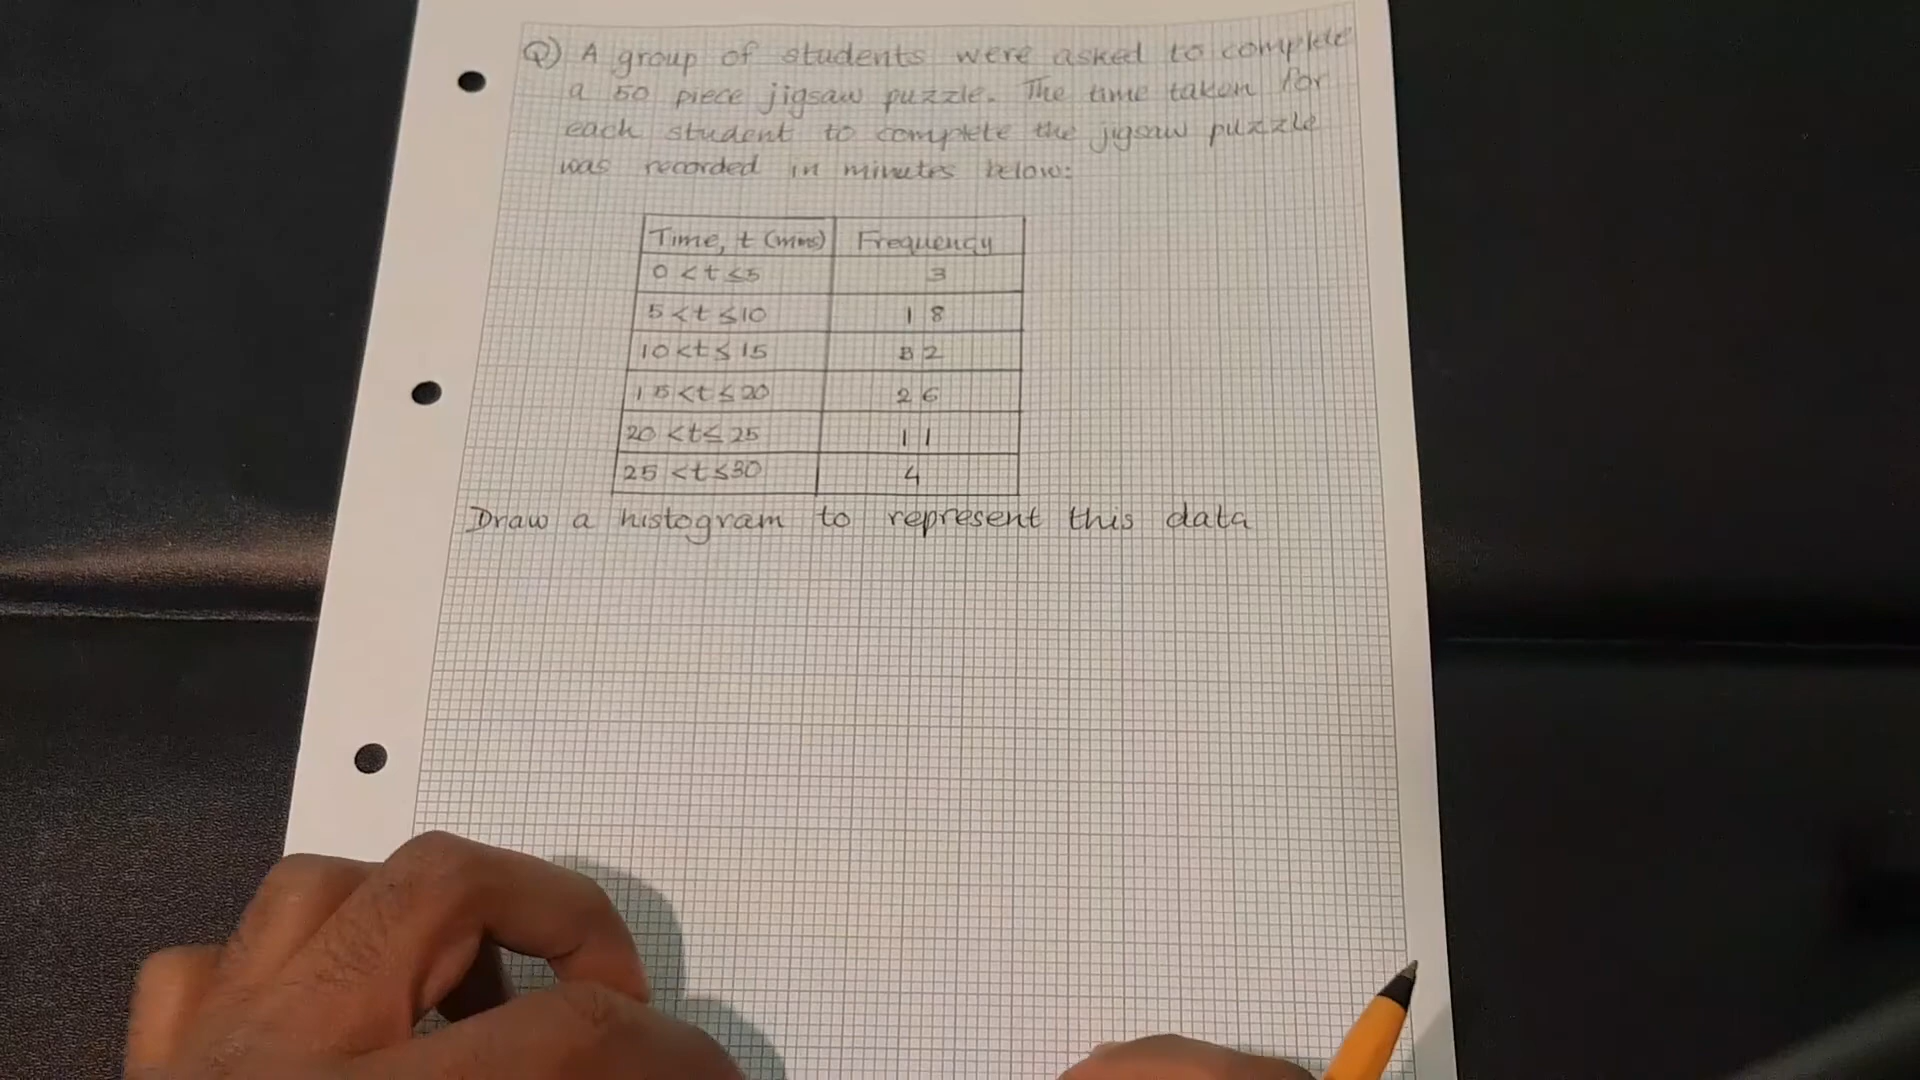 Q) A group of students were asked to complete
a 50 piece jigsaw puzzle. The time taken for
each student to complete the jigsaw puzzle
was recorded in minutes below:
Time, t (mins) Frequency
0 < t ≤ 5 3
5 < t ≤ 10 18
10 < t ≤ 15 32
15 < t ≤ 20 26
20 < t ≤ 25 11
25 < t ≤ 30 4
Draw a histogram to represent this data